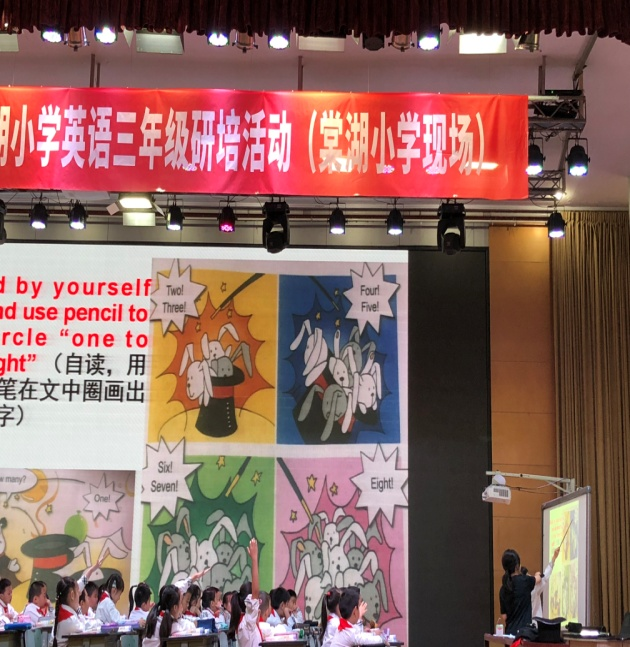 湖小学英语三年级研培活动（棠湖小学现场）
d by yourself
nd use pencil to
rcle “one to
ght” （自读，用
笔在文中圈画出
字）
Two!
Three!
Four!
Five!
Six!
Seven!
Eight!
w many?
One!